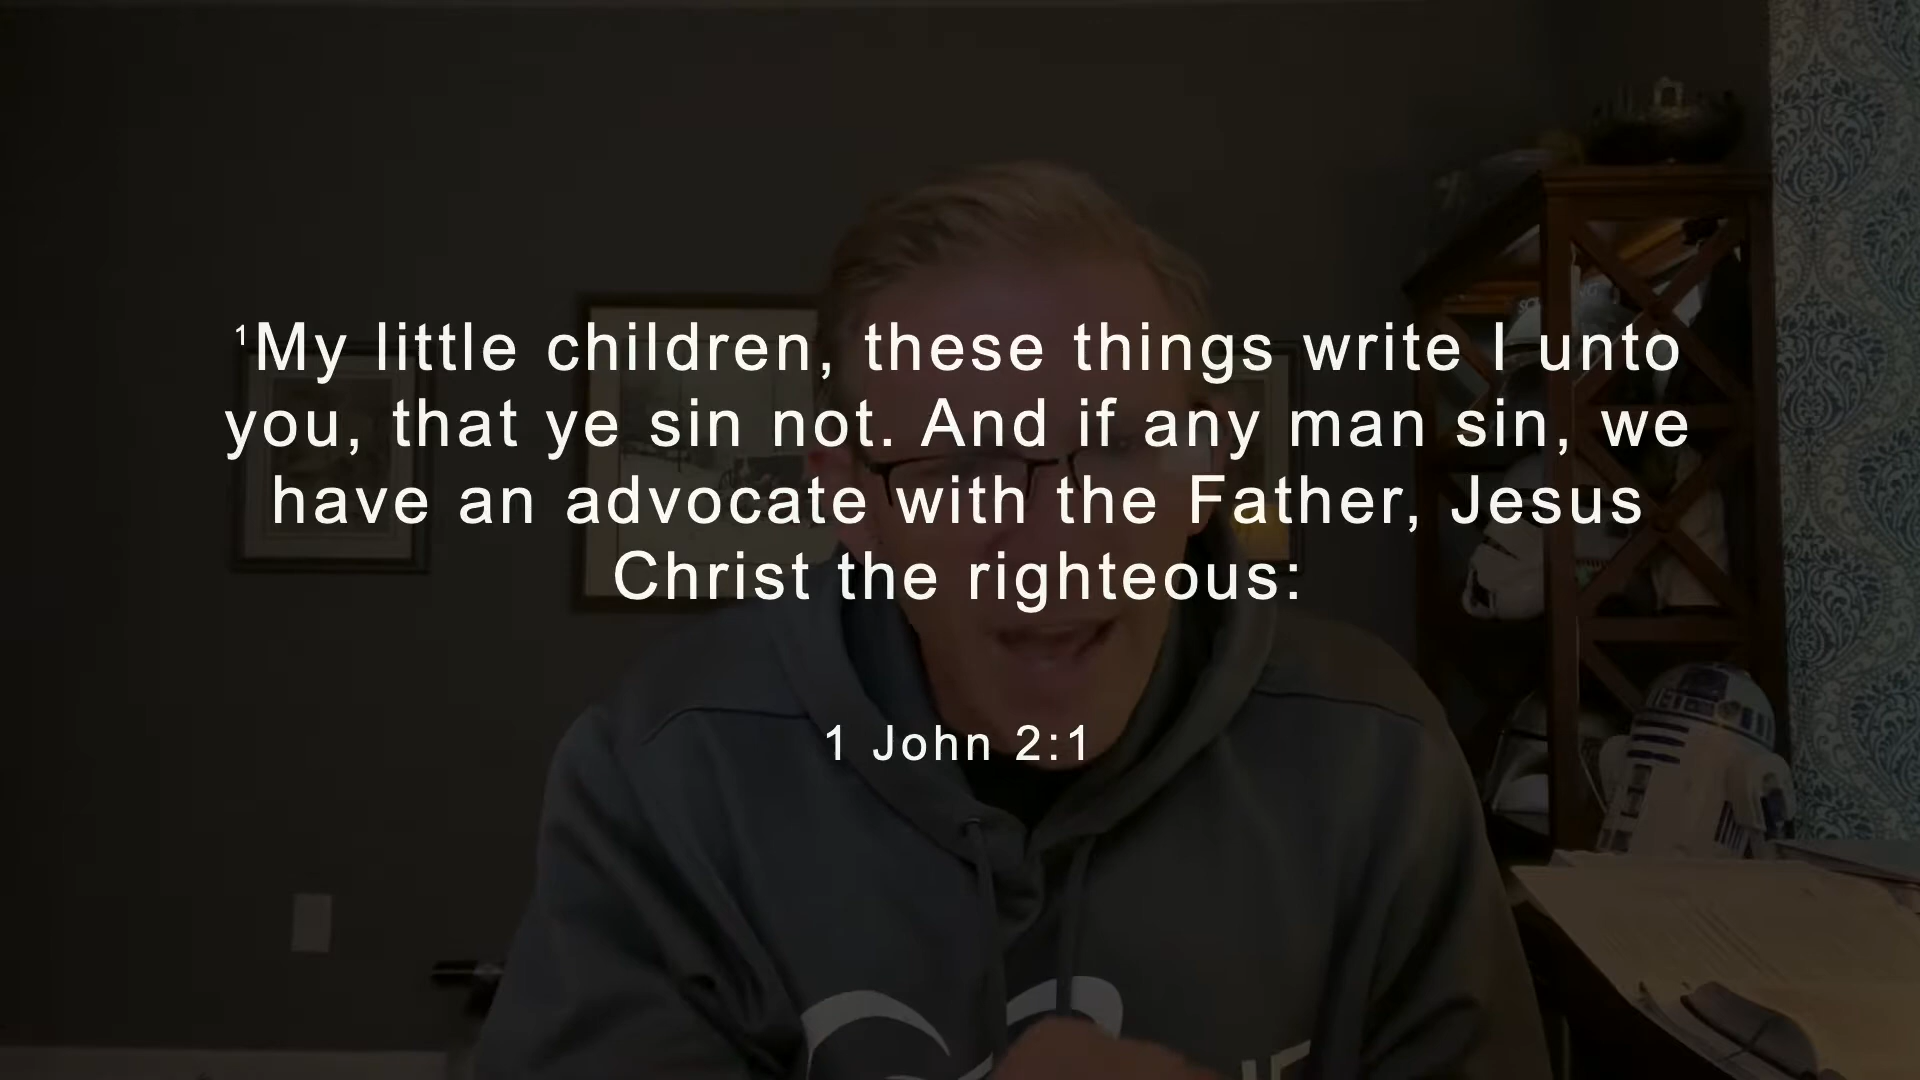 ¹My little children, these things write I unto
you, that ye sin not. And if any man sin, we
have an advocate with the Father, Jesus
Christ the righteous:
1 John 2:1